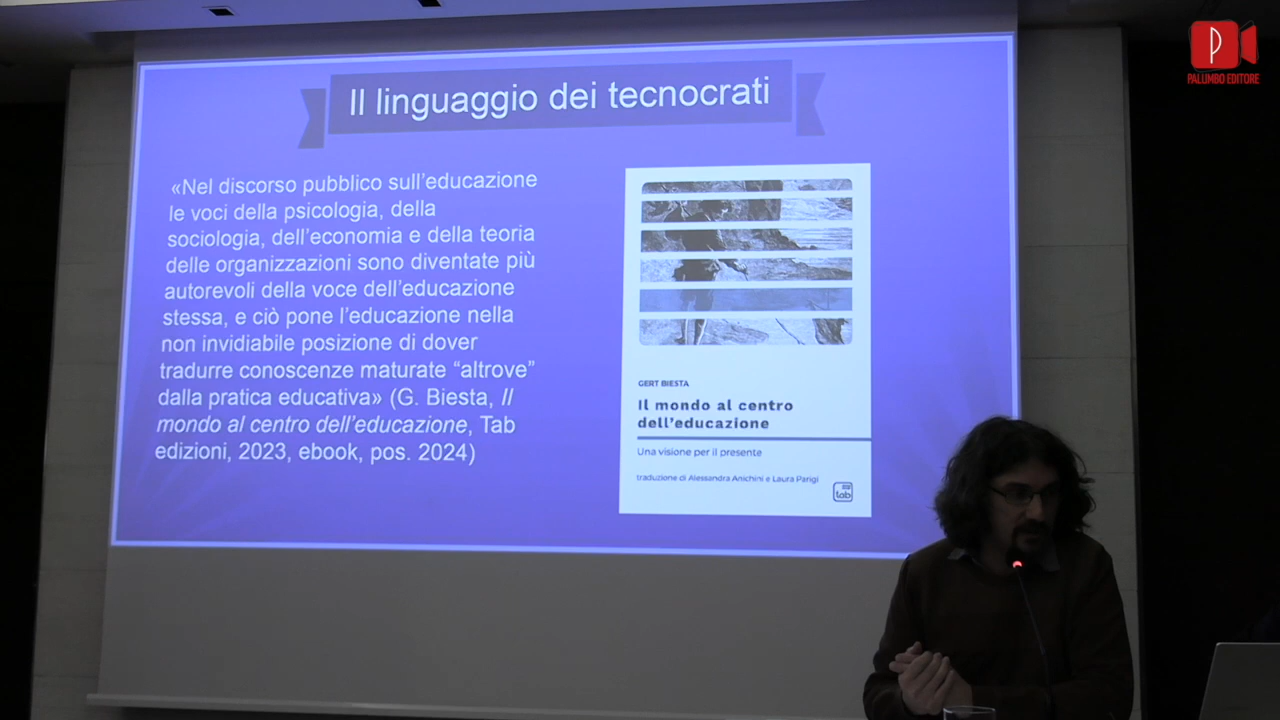 PALUMBO EDITORE
Il linguaggio dei tecnocrati
«Nel discorso pubblico sull'educazione
le voci della psicologia, della
sociologia, dell'economia e della teoria
delle organizzazioni sono diventate più
autorevoli della voce dell'educazione
stessa, e ciò pone l'educazione nella
non invidiabile posizione di dover
tradurre conoscenze maturate “altrove”
dalla pratica educativa» (G. Biesta, Il
mondo al centro dell'educazione, Tab
edizioni, 2023, ebook, pos. 2024)
GERT BIESTA
Il mondo al centro
dell'educazione
Una visione per il presente
traduzione di Alessandra Anichini e Laura Parigi
tab